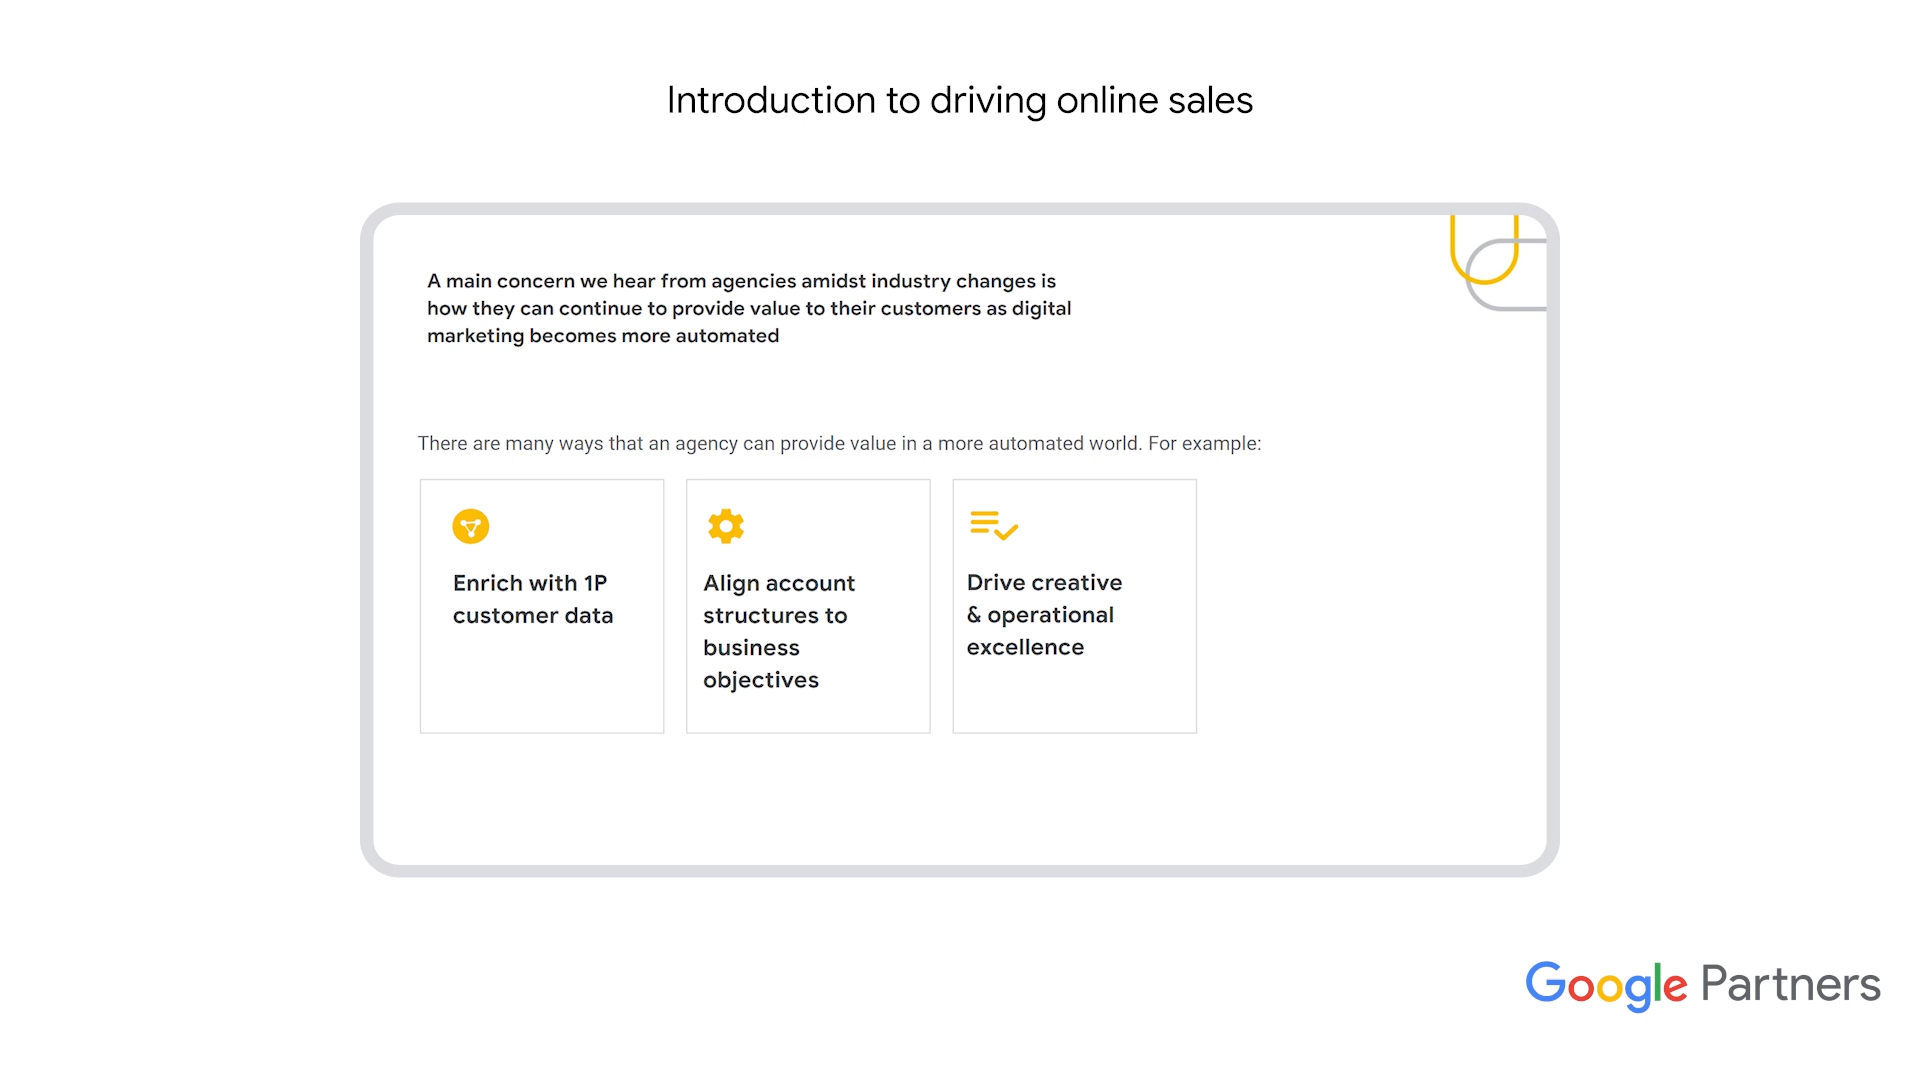 Introduction to driving online sales
A main concern we hear from agencies amidst industry changes is
how they can continue to provide value to their customers as digital
marketing becomes more automated
There are many ways that an agency can provide value in a more automated world. For example:
Enrich with 1P
customer data
Align account
structures to
business
objectives
Drive creative
& operational
excellence
Google Partners